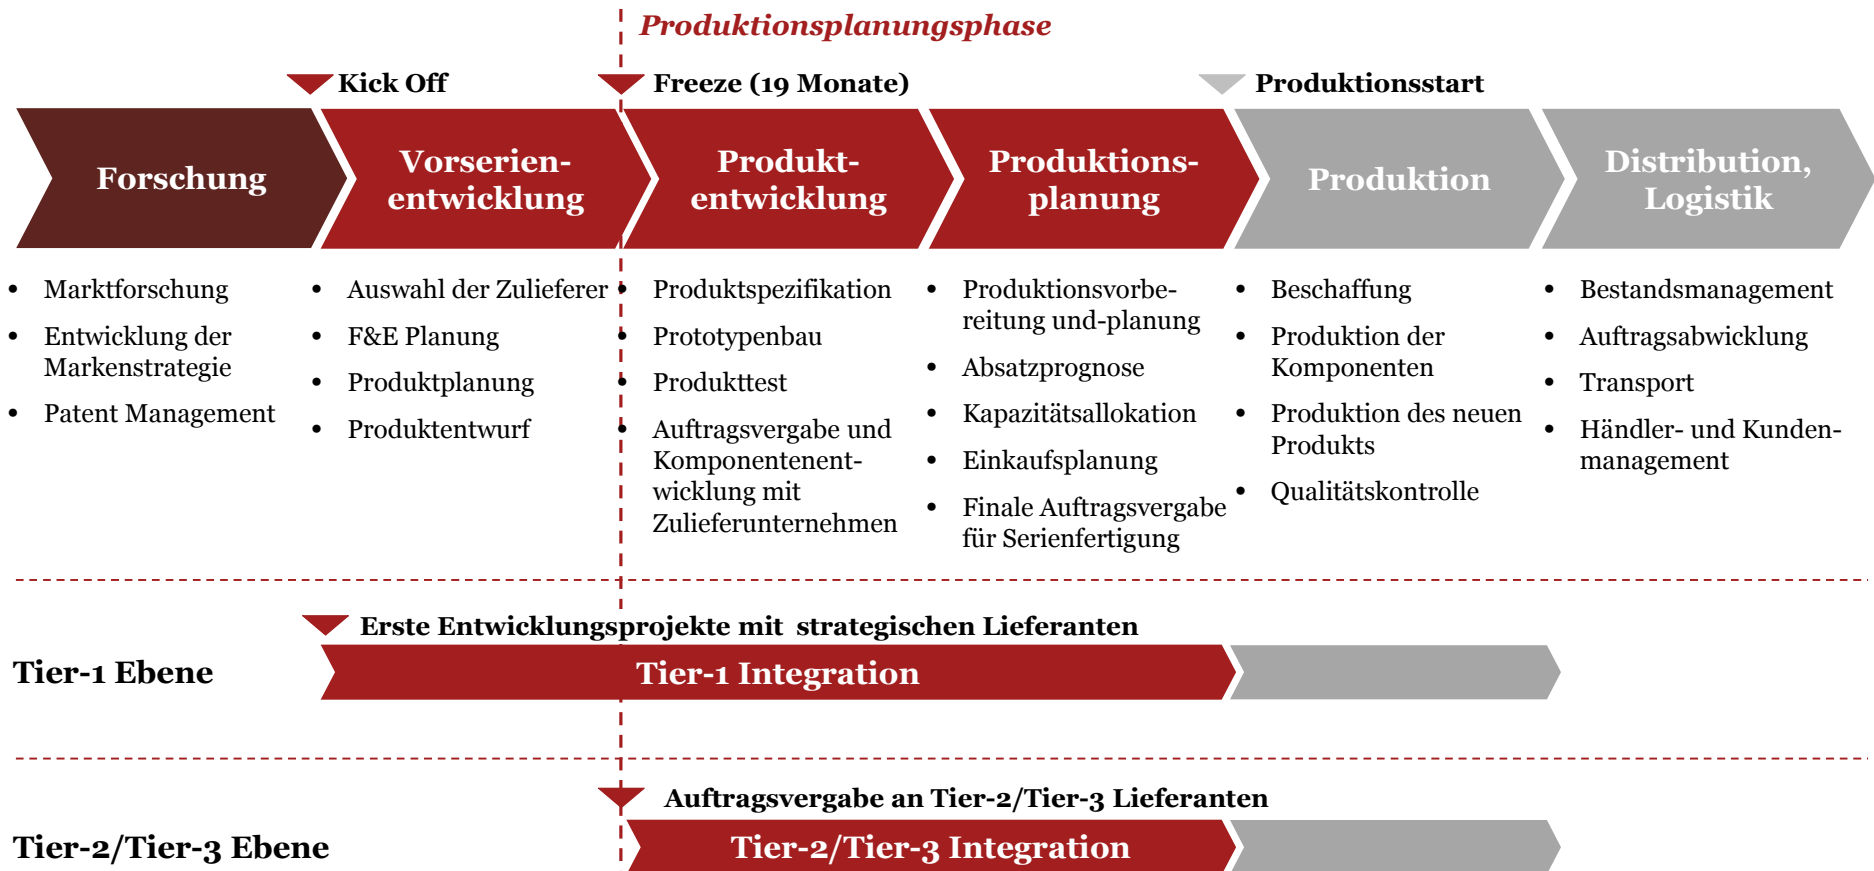 Produktionsplanungsphase
Kick Off
Freeze (19 Monate)
Produktionsstart
Forschung
Vorserien-
entwicklung
Produkt-
entwicklung
Produktions-
planung
Produktion
Distribution,
Logistik
• Marktforschung
• Entwicklung der
Markenstrategie
• Patent Management
• Auswahl der Zulieferer
• F&E Planung
• Produktplanung
• Produktentwurf
• Produktspezifikation
• Prototypenbau
• Produkttest
• Auftragsvergabe und
Komponentenent-
wicklung mit
Zulieferunternehmen
• Produktionsvorbe-
reitung und-planung
• Absatzprognose
• Kapazitätsallokation
• Einkaufsplanung
• Finale Auftragsvergabe
für Serienfertigung
• Beschaffung
• Produktion der
Komponenten
• Produktion des neuen
Produkts
• Qualitätskontrolle
• Bestandsmanagement
• Auftragsabwicklung
• Transport
• Händler- und Kunden-
management
Erste Entwicklungsprojekte mit strategischen Lieferanten
Tier-1 Ebene
Tier-1 Integration
Auftragsvergabe an Tier-2/Tier-3 Lieferanten
Tier-2/Tier-3 Ebene
Tier-2/Tier-3 Integration